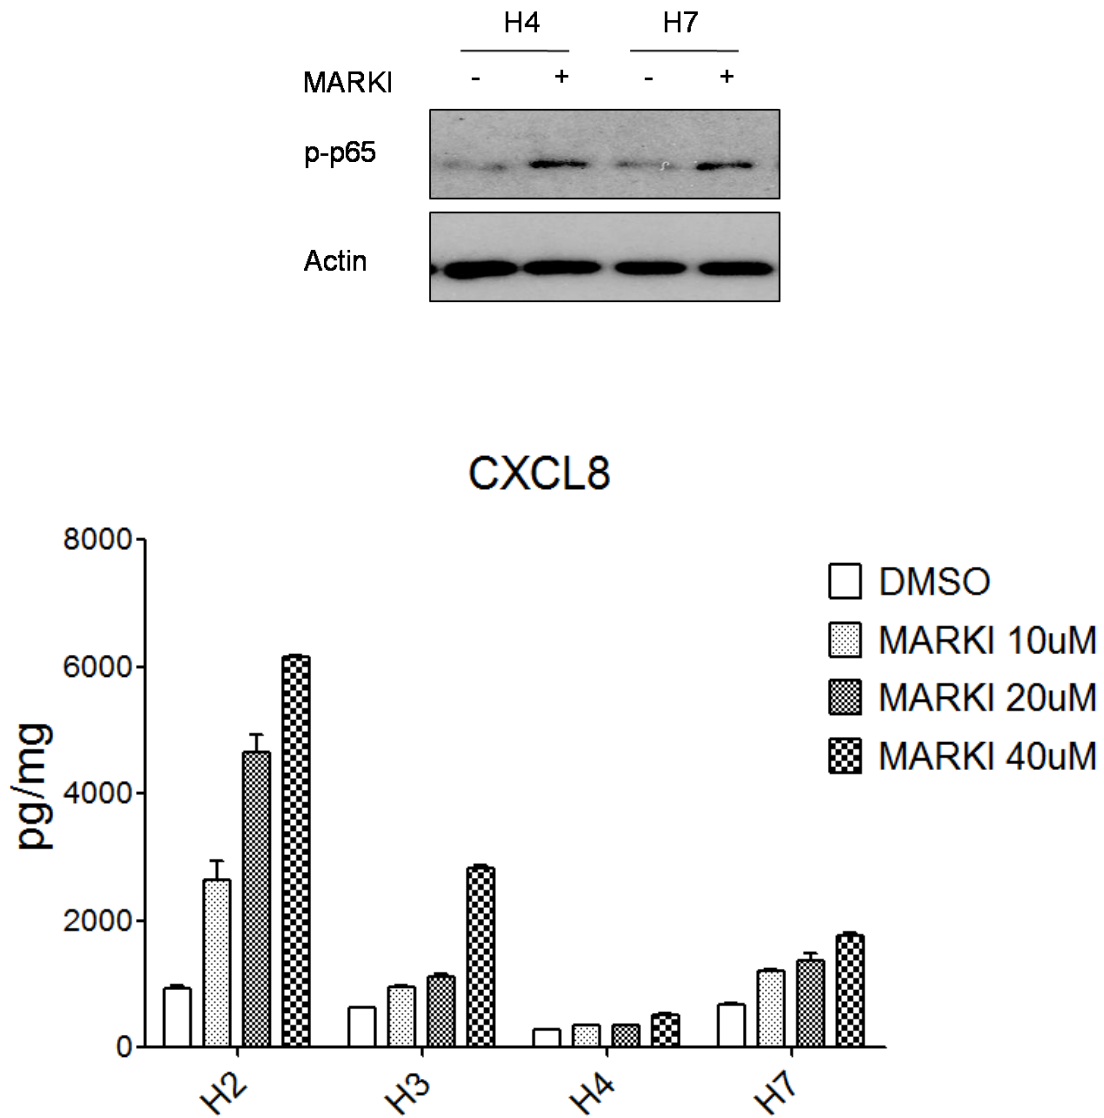 H4 H7
MARKI - + - +
p-p65
Actin
CXCL8
8000
6000
4000
2000
0
pg/mg
H2 H3 H4 H7
DMSO
MARKI 10uM
MARKI 20uM
MARKI 40uM